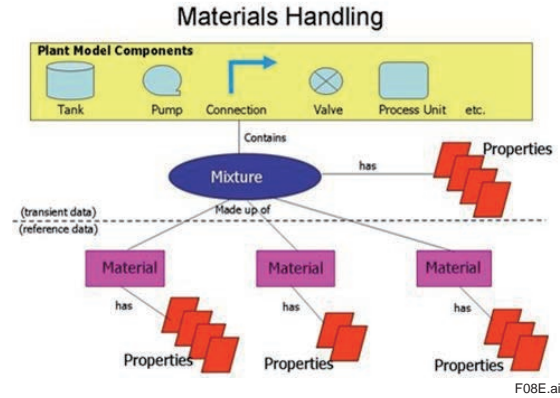 Materials Handling
Plant Model Components
Tank Pump Connection Valve Process Unit etc.
Contains
Properties
has
Mixture
(transient data) Made up of
(reference data)
Material Material Material
has has has
Properties Properties Properties
F08E.ai